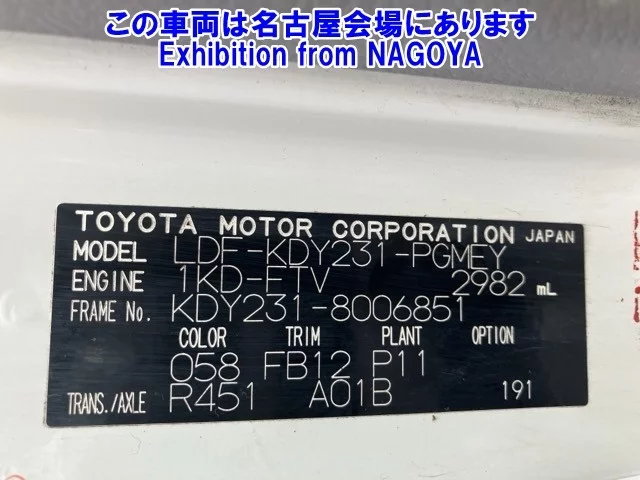 この車両は名古屋会場にあります
Exhibition from NAGOYA
TOYOTA MOTOR CORPORATION JAPAN
MODEL LDF-KDY231-PGMEY
ENGINE 1KD-FTV 2982 mL
FRAME No. KDY231-8006851
COLOR TRIM PLANT OPTION
058 FB12 P11
TRANS./AXLE R451 A01B 191